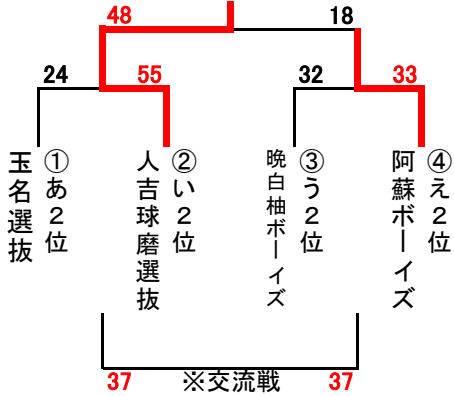 48 18
24 55 32 33
①あ２位
玉名選抜
②い２位
人吉球磨選抜
③う２位
晩白柚ボーイズ
④え２位
阿蘇ボーイズ
37 ※交流戦 37